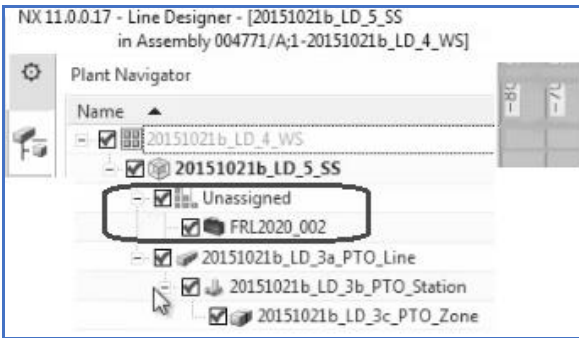 NX 11.0.0.17 - Line Designer - [20151021b_LD_5_SS
in Assembly 004771/A;1-20151021b_LD_4_WS]
Plant Navigator
Name
20151021b_LD_4_WS
20151021b_LD_5_SS
Unassigned
FRL2020_002
20151021b_LD_3a_PTO_Line
20151021b_LD_3b_PTO_Station
20151021b_LD_3c_PTO_Zone